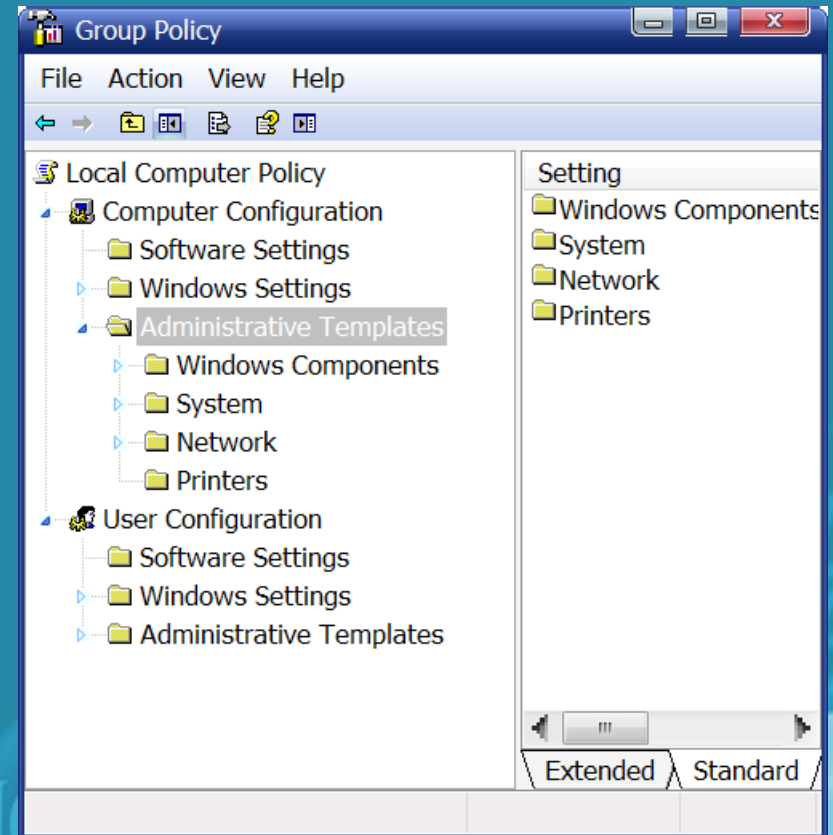 Group Policy
File Action View Help
Local Computer Policy
Computer Configuration
Software Settings
Windows Settings
Administrative Templates
Windows Components
System
Network
Printers
User Configuration
Software Settings
Windows Settings
Administrative Templates
Setting
Windows Components
System
Network
Printers
Extended Standard